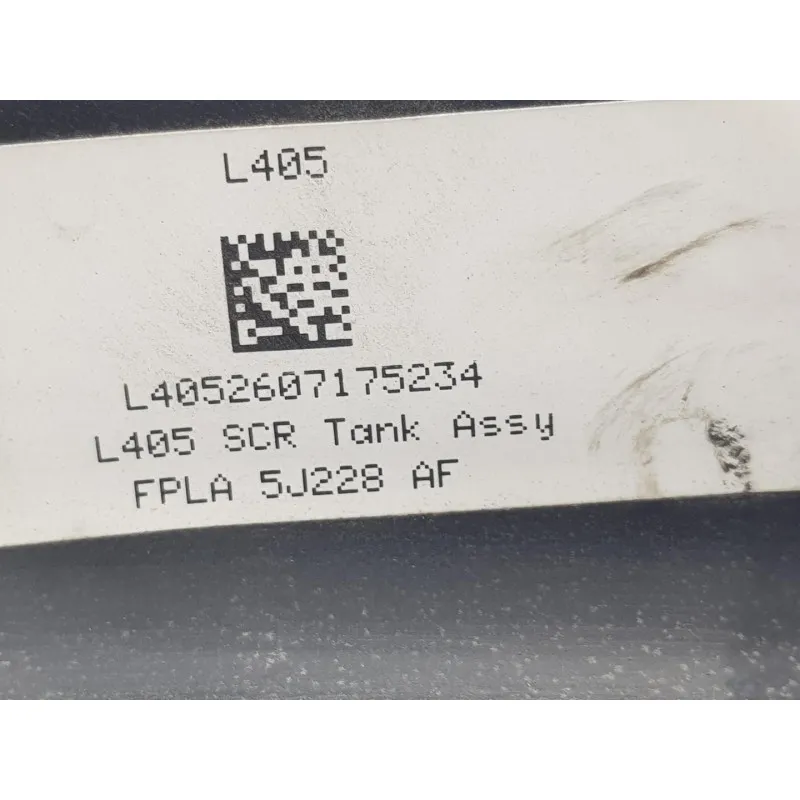 L405
L4052607175234
L405 SCR Tank Assy
FPLA 5J228 AF